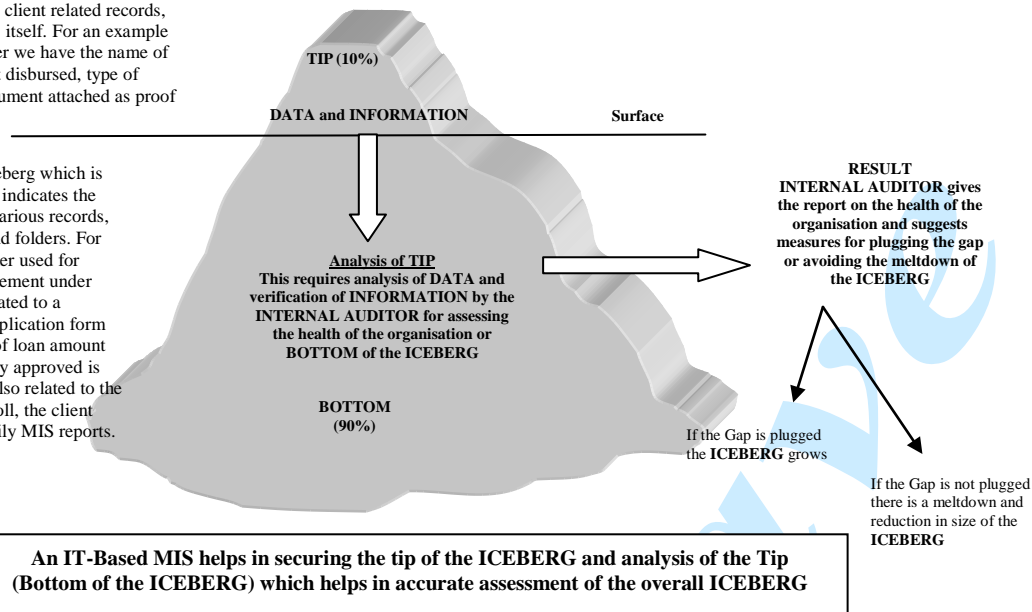 client related records,
itself. For an example
er we have the name of
t disbursed, type of
ument attached as proof
TIP (10%)
DATA and INFORMATION
Surface
eberg which is
indicates the
arious records,
nd folders. For
er used for
ement under
ated to a
plication form
of loan amount
y approved is
lso related to the
oll, the client
ily MIS reports.
Analysis of TIP
This requires analysis of DATA and
verification of INFORMATION by the
INTERNAL AUDITOR for assessing
the health of the organisation or
BOTTOM of the ICEBERG
BOTTOM
(90%)
RESULT
INTERNAL AUDITOR gives
the report on the health of the
organisation and suggests
measures for plugging the gap
or avoiding the meltdown of
the ICEBERG
If the Gap is plugged
the ICEBERG grows
If the Gap is not plugged
there is a meltdown and
reduction in size of the
ICEBERG
An IT-Based MIS helps in securing the tip of the ICEBERG and analysis of the Tip
(Bottom of the ICEBERG) which helps in accurate assessment of the overall ICEBERG